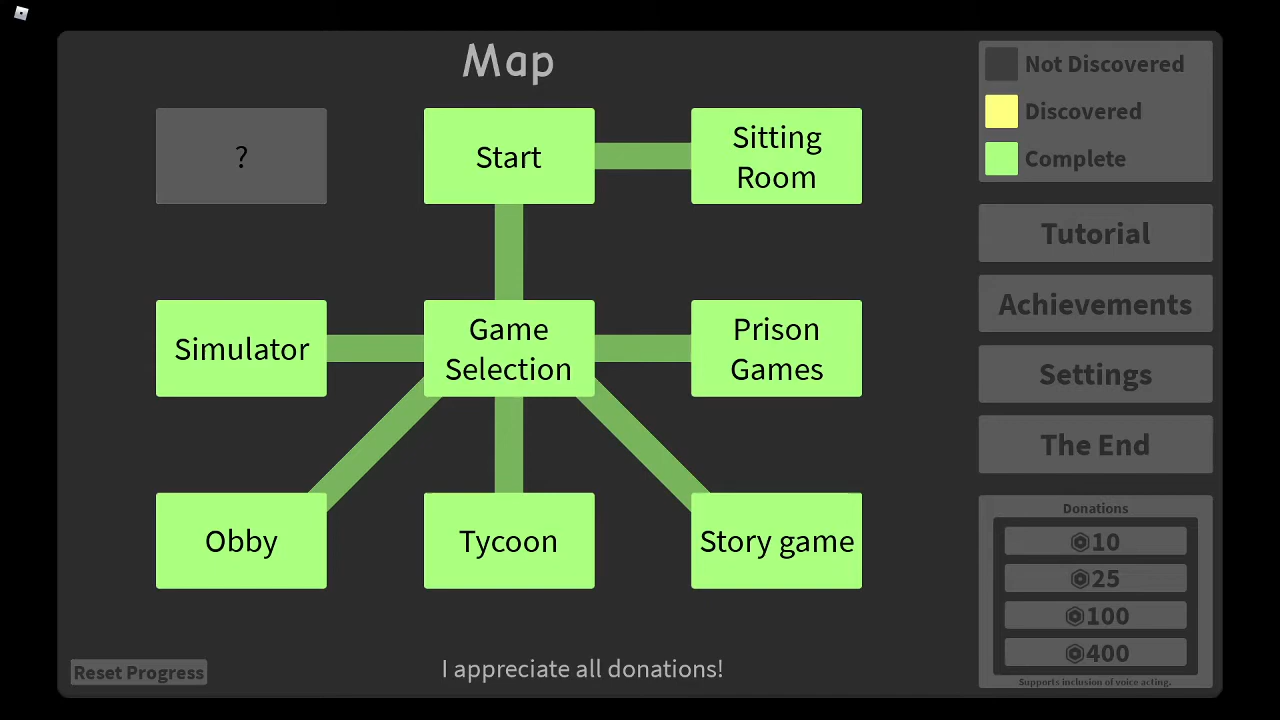 Map
?
Start
Sitting
Room
Simulator
Game
Selection
Prison
Games
Obby
Tycoon
Story game
Reset Progress
I appreciate all donations!
Not Discovered
Discovered
Complete
Tutorial
Achievements
Settings
The End
Donations
10
25
100
400
Supports inclusion of voice acting.